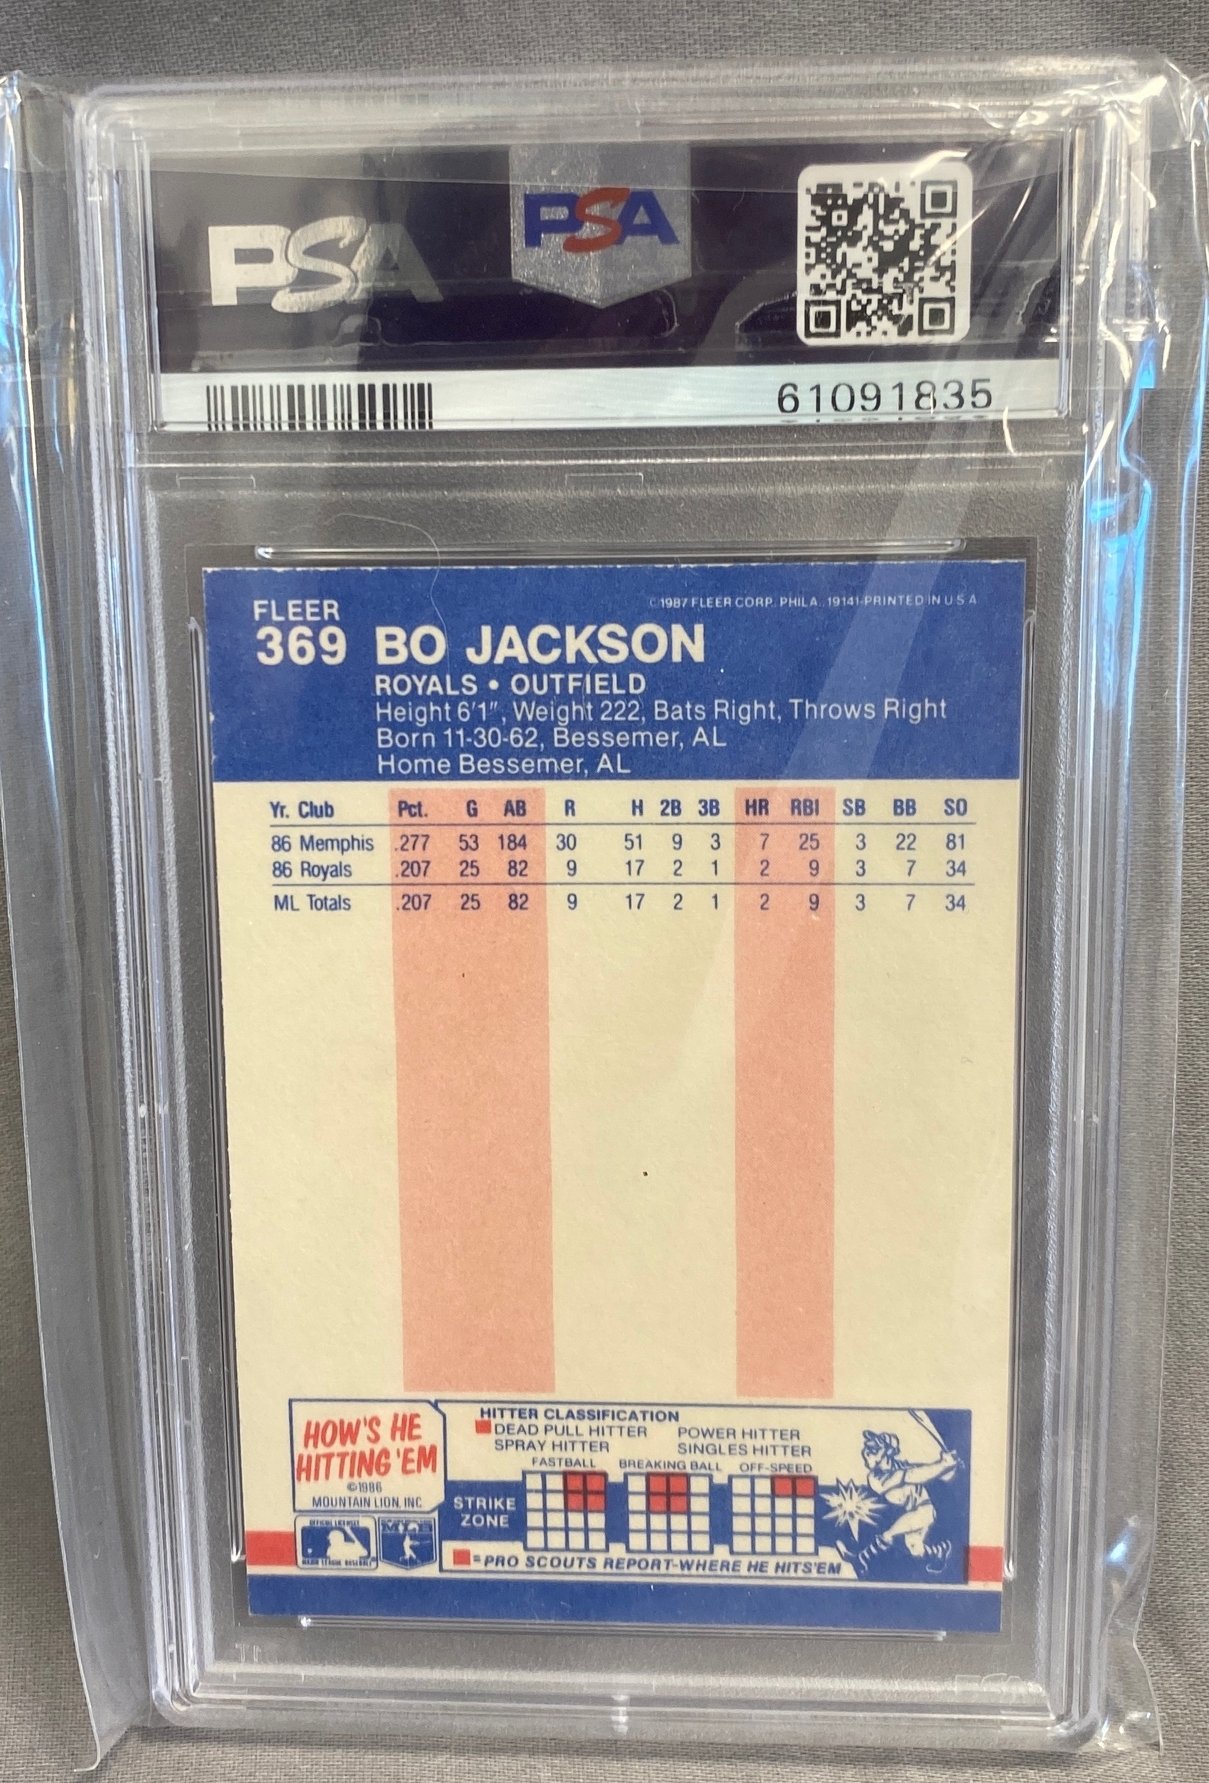 PSA PSA
61091835
FLEER ©1987 FLEER CORP. PHILA. 19141-PRINTED IN U.S.A.
369 BO JACKSON
ROYALS • OUTFIELD
Height 6'1", Weight 222, Bats Right, Throws Right
Born 11-30-62, Bessemer, AL
Home Bessemer, AL
Yr. Club Pct. G AB R H 2B 3B HR RBI SB BB SO
86 Memphis .277 53 184 30 51 9 3 7 25 3 22 81
86 Royals .207 25 82 9 17 2 1 2 9 3 7 34
ML Totals .207 25 82 9 17 2 1 2 9 3 7 34
HOW'S HE
HITTING 'EM
©1986
MOUNTAIN LION, INC.
HITTER CLASSIFICATION
DEAD PULL HITTER POWER HITTER
SPRAY HITTER SINGLES HITTER
FASTBALL BREAKING BALL OFF-SPEED
STRIKE
ZONE
= PRO SCOUTS REPORT-WHERE HE HITS 'EM